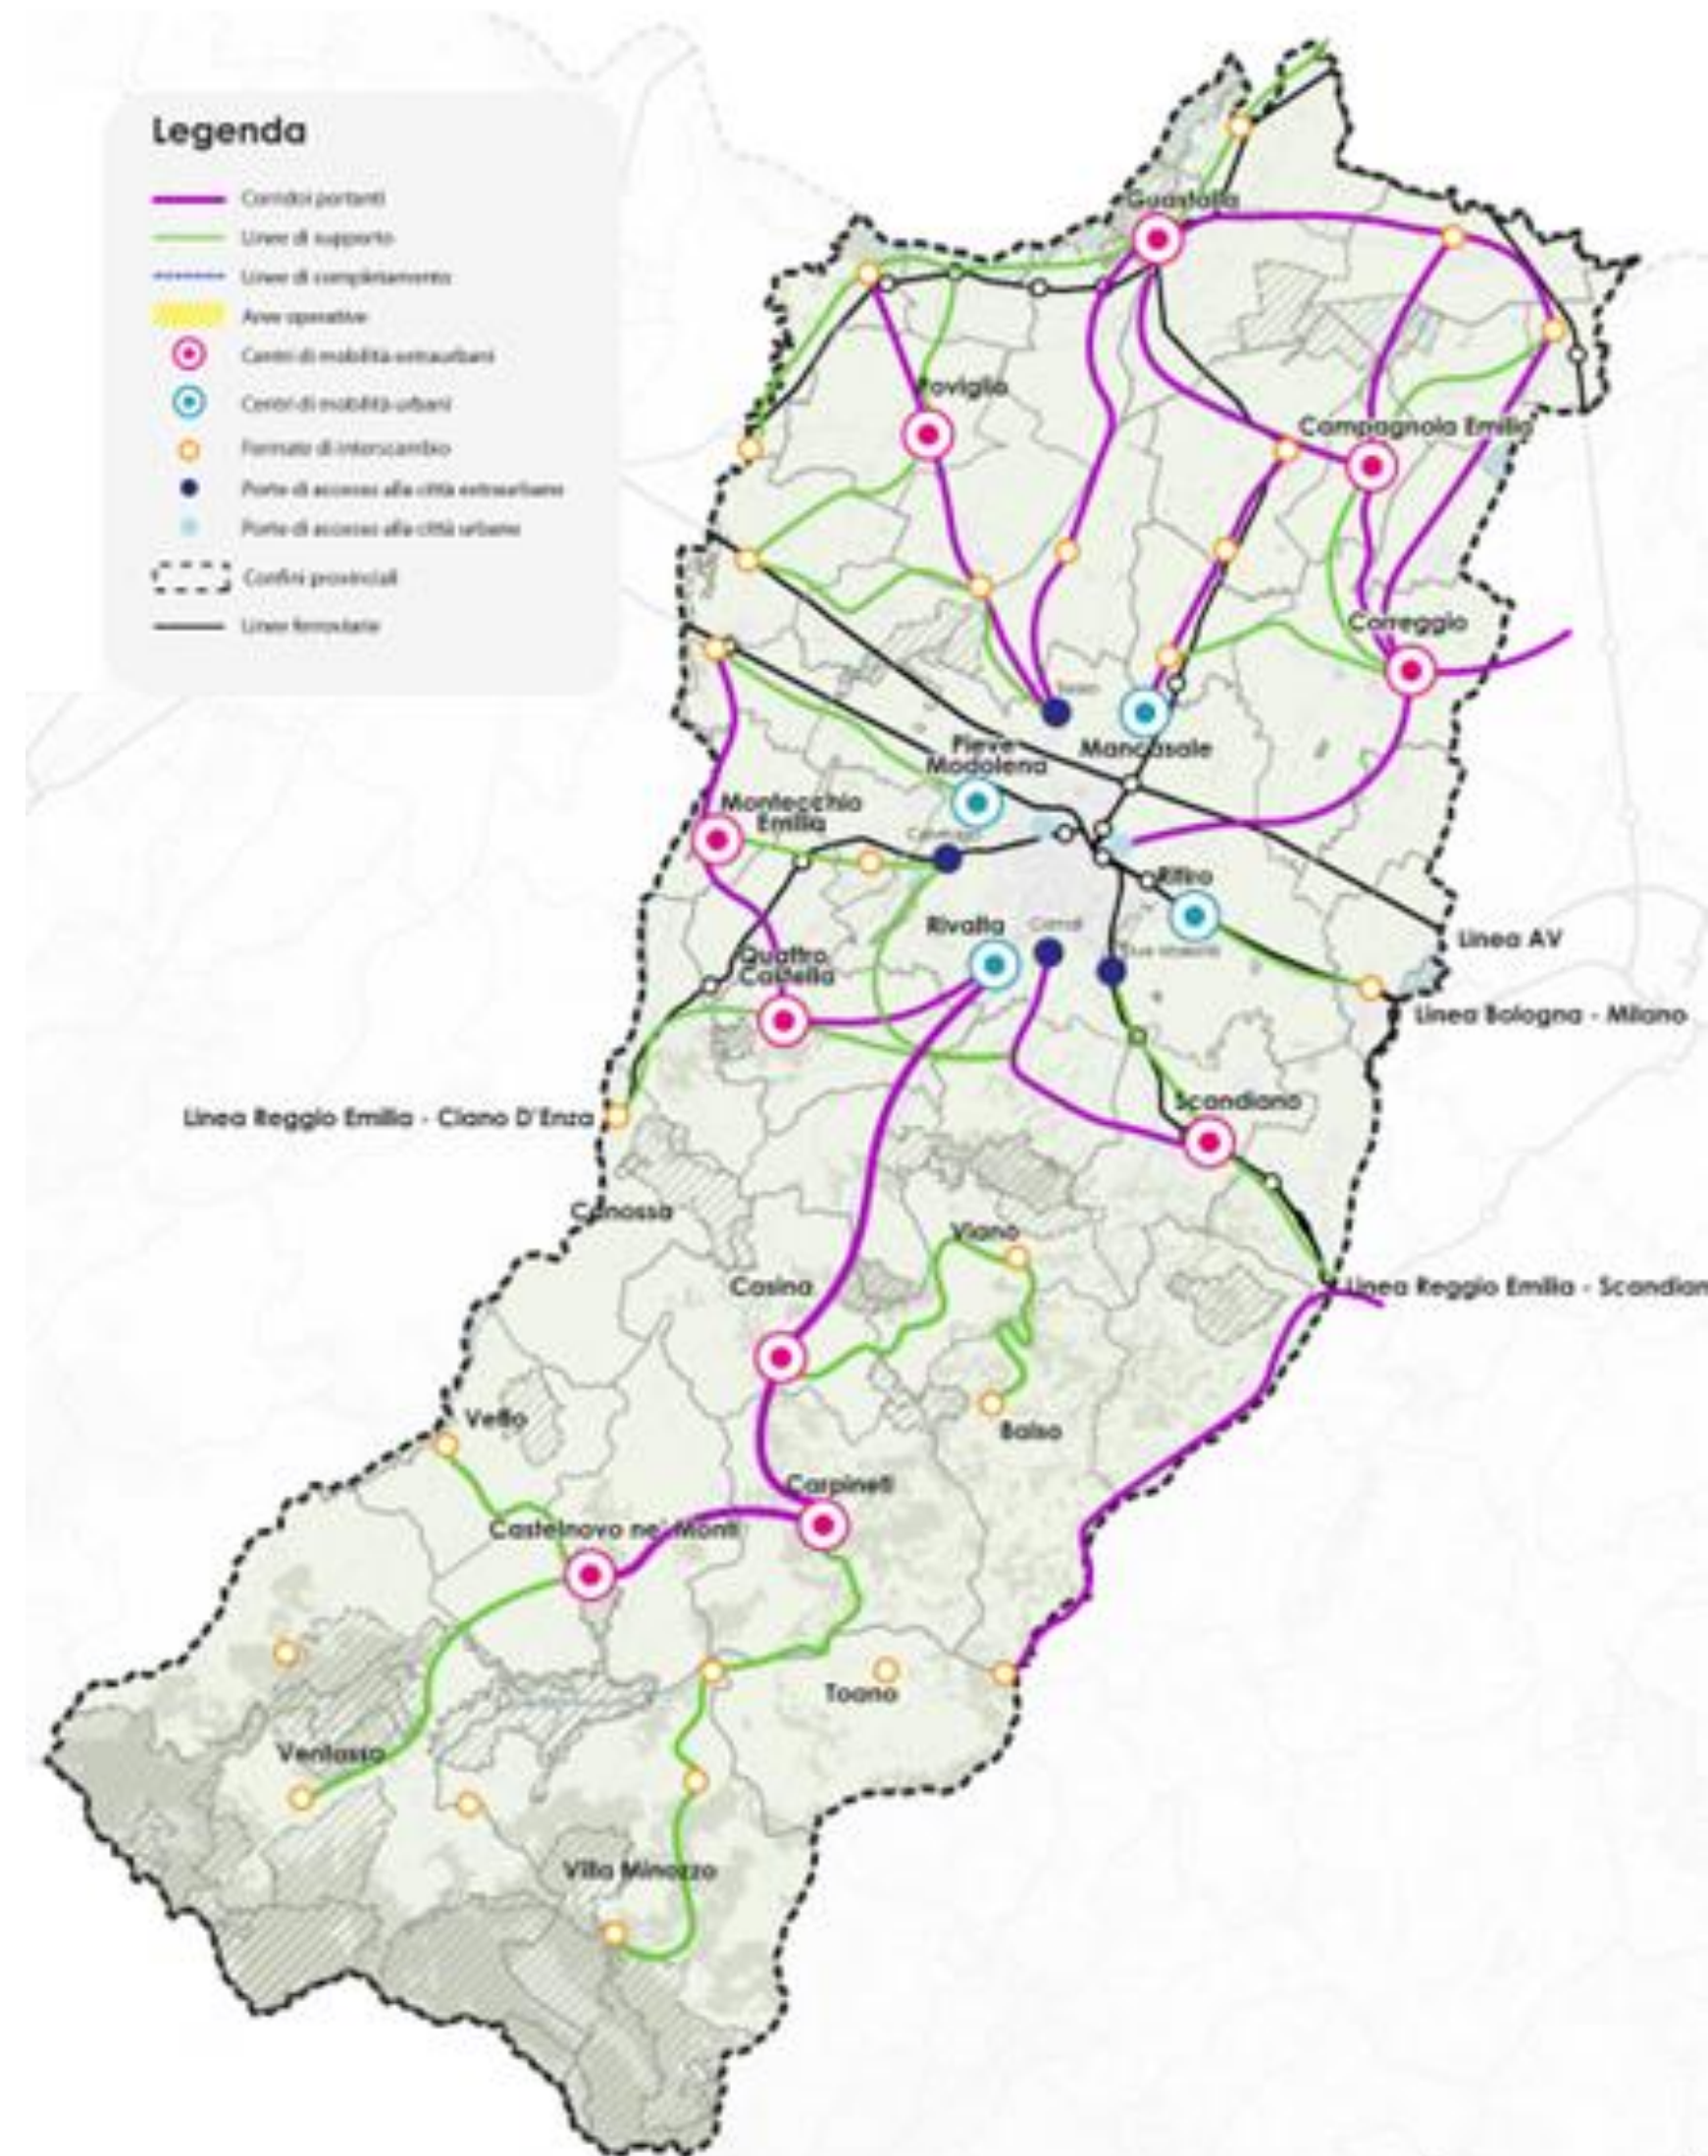 Legenda
Corridoi portanti
Linee di supporto
Linee di completamento
Aree operative
Centri di mobilità extraurbani
Centri di mobilità urbani
Fermate di interscambio
Porte di accesso alla città extraurbane
Porte di accesso alla città urbane
Confini provinciali
Linee ferroviarie
Guastalla
Poviglio
Campagnola Emilia
Correggio
Pieve
Modolena
Mancasale
Montecchio
Emilia
Rivalta
Quattro
Castella
Linea AV
Linea Bologna - Milano
Scandiano
Linea Reggio Emilia - Ciano D'Enza
Canossa
Viano
Casina
Linea Reggio Emilia - Scandian
Vetto
Baiso
Carpineti
Castelnovo ne' Monti
Toano
Ventasso
Villa Minozzo